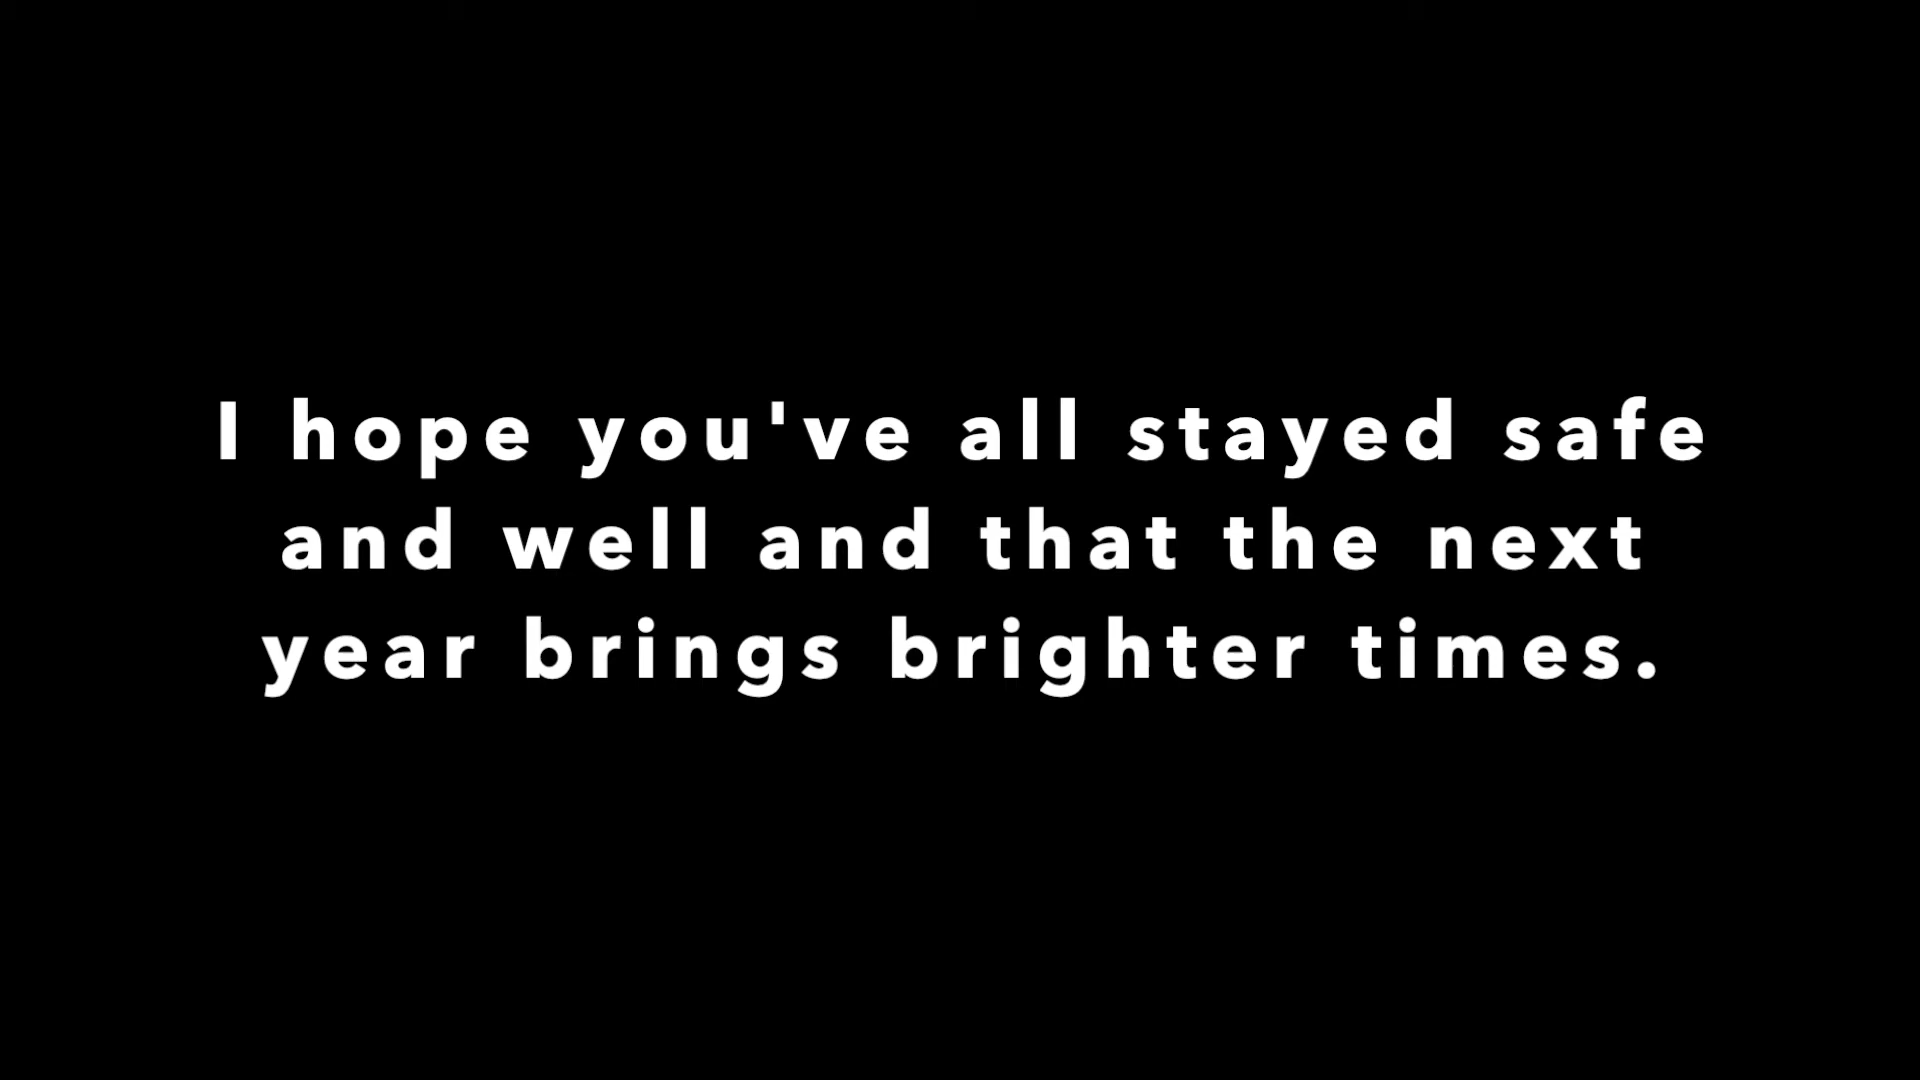 I hope you've all stayed safe
and well and that the next
year brings brighter times.